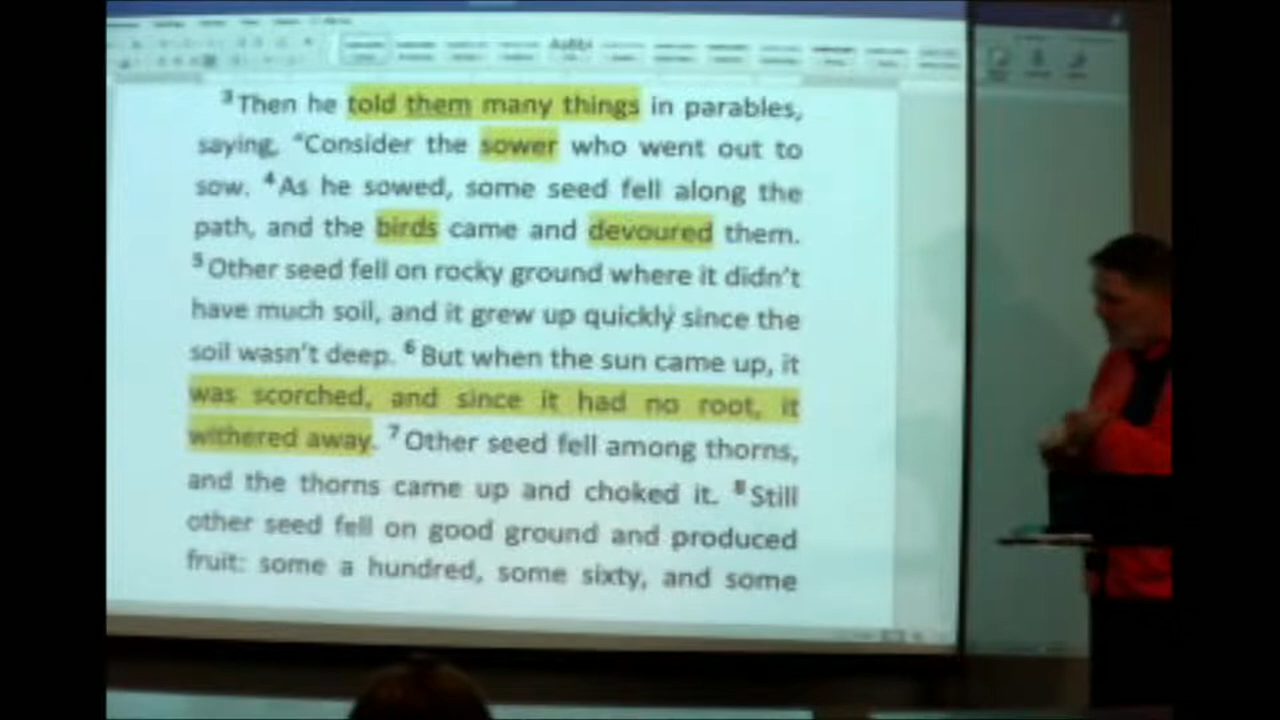 ³Then he told them many things in parables,
saying, "Consider the sower who went out to
sow. ⁴As he sowed, some seed fell along the
path, and the birds came and devoured them.
⁵Other seed fell on rocky ground where it didn't
have much soil, and it grew up quickly since the
soil wasn't deep. ⁶But when the sun came up, it
was scorched, and since it had no root, it
withered away. ⁷Other seed fell among thorns,
and the thorns came up and choked it. ⁸Still
other seed fell on good ground and produced
fruit: some a hundred, some sixty, and some